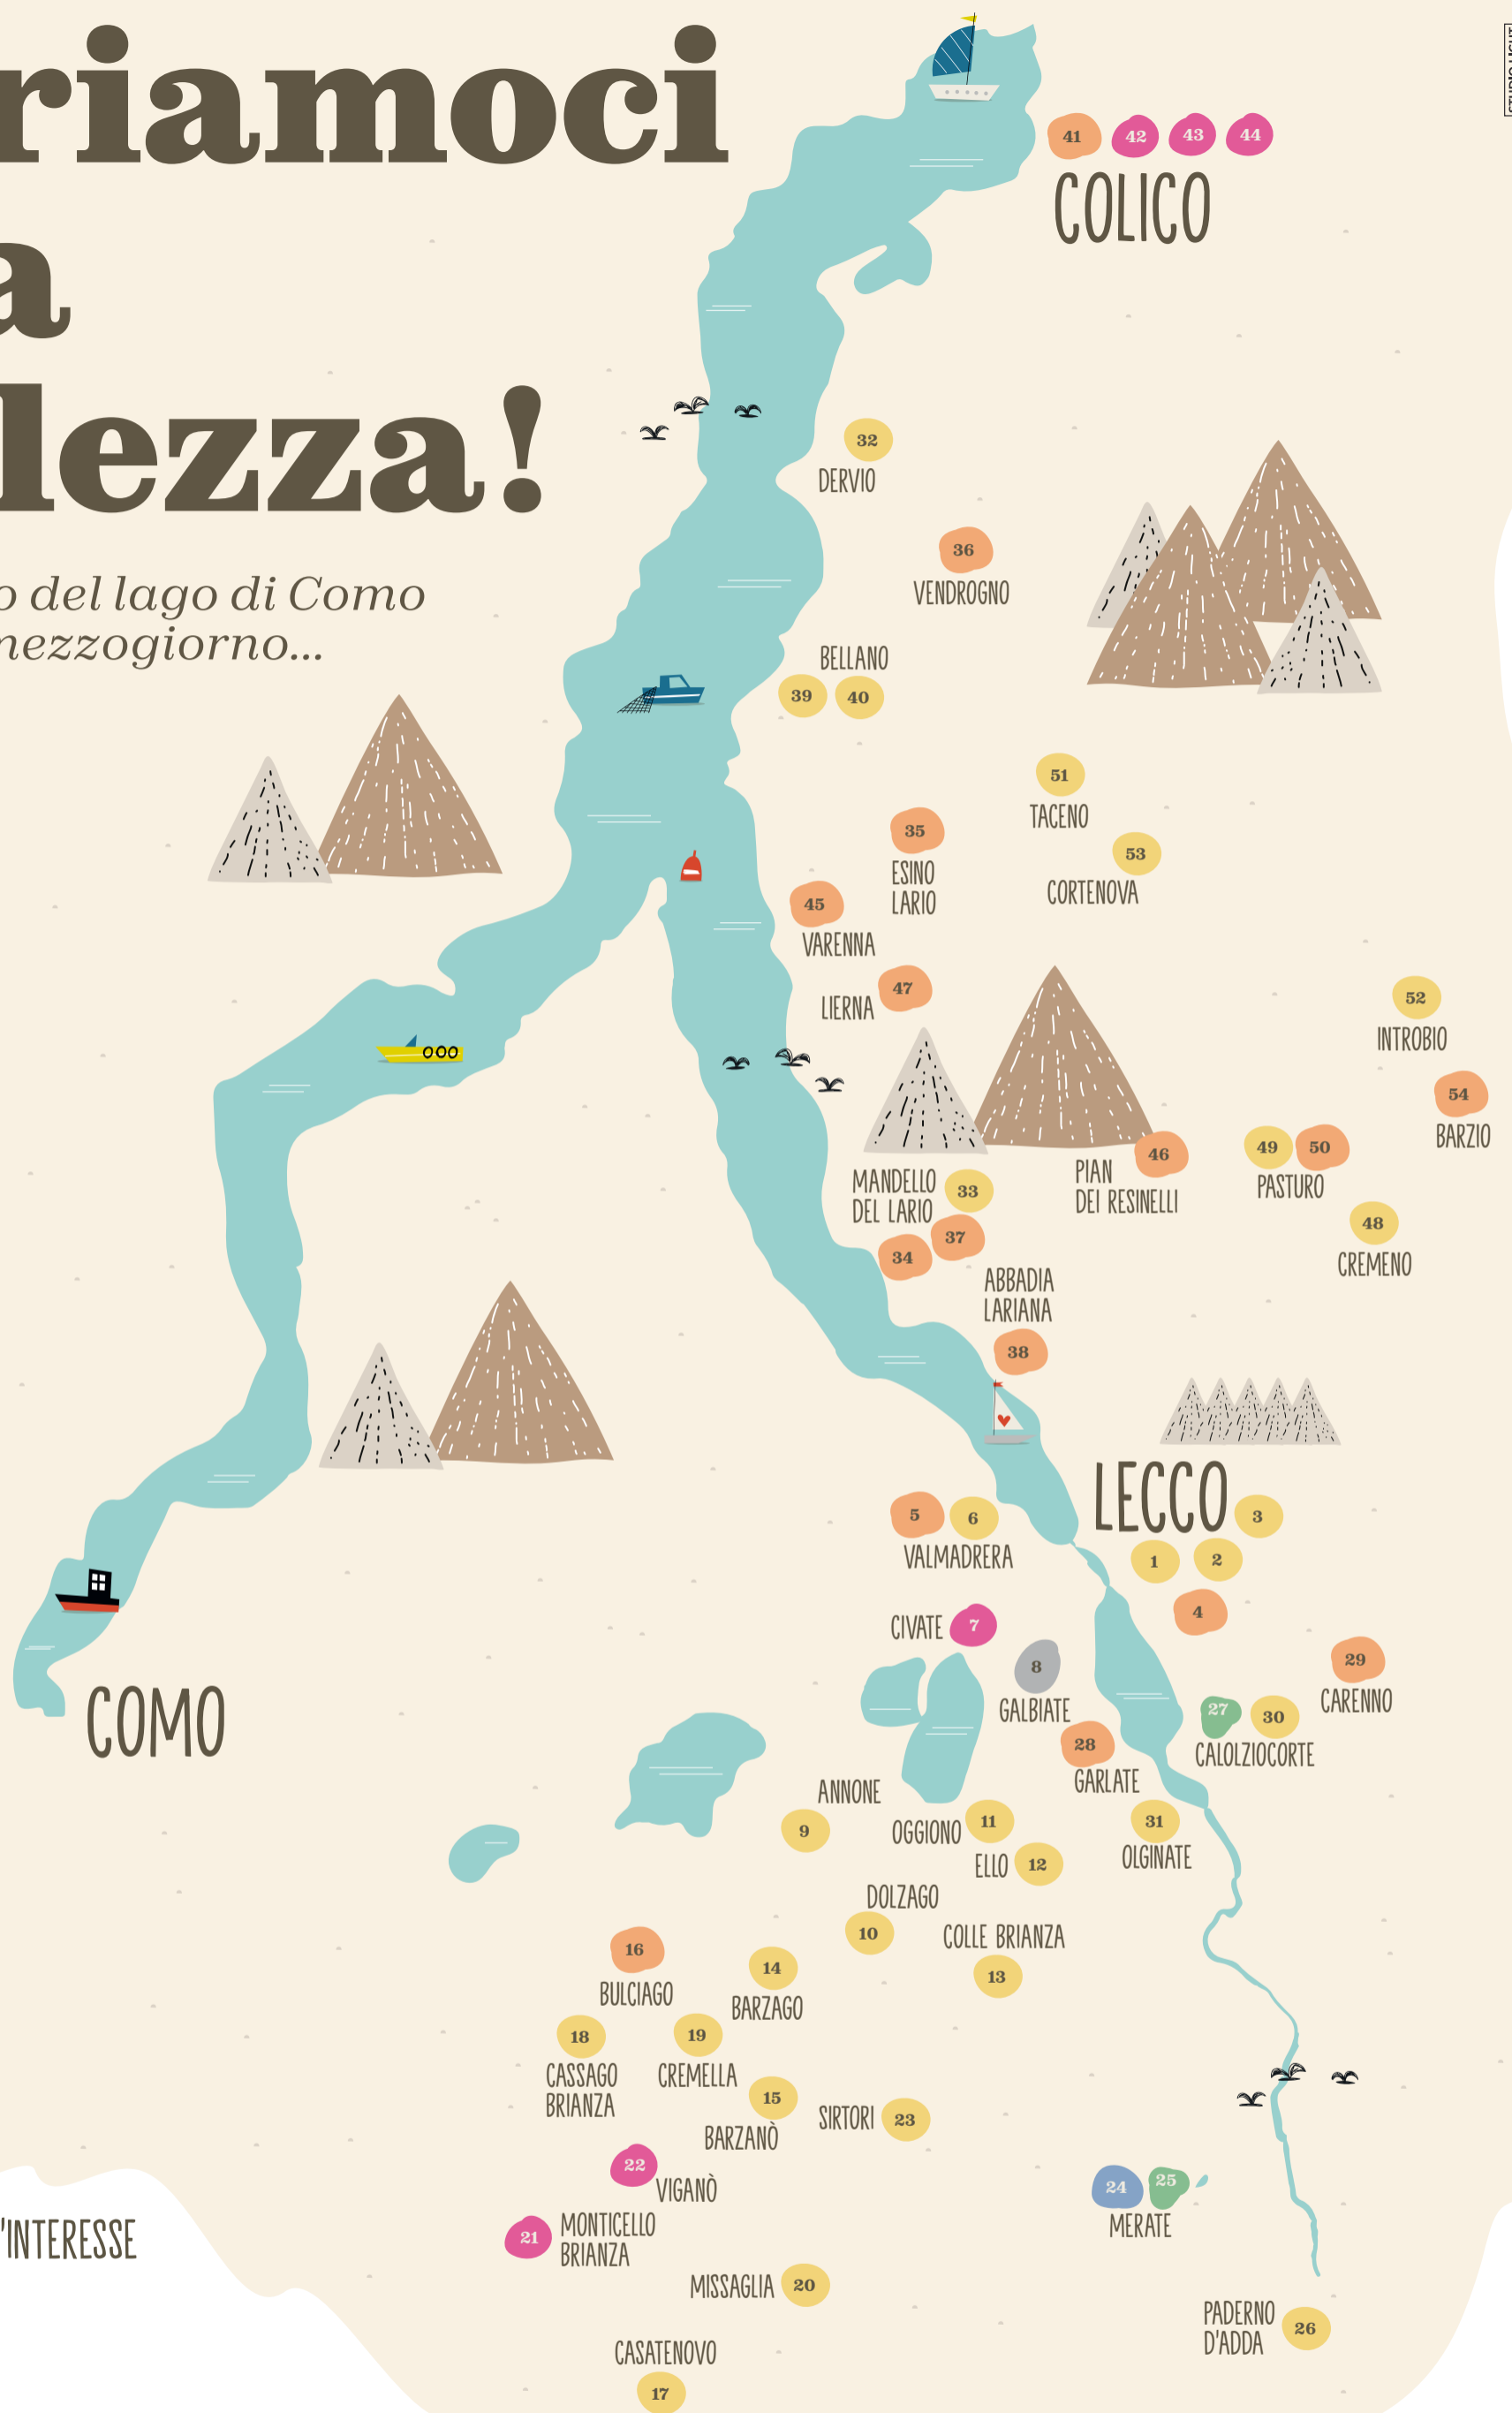 riamoci
a
lezza!
o del lago di Como
mezzogiorno...
STUDIO LIGHT
41 42 43 44
COLICO
32
DERVIO
36
VENDROGNO
BELLANO
39 40
51
TACENO
35
ESINO
LARIO
53
CORTENOVA
45
VARENNA
47
LIERNA
52
INTROBIO
54
BARZIO
46
PIAN
DEI RESINELLI
49 50
PASTURO
MANDELLO
DEL LARIO
33
34
37
48
CREMENO
ABBADIA
LARIANA
38
LECCO
3
1
2
4
5 6
VALMADRERA
CIVATE 7
8
GALBIATE
29
CARENNO
27 30
CALOLZIOCORTE
28
GARLATE
COMO
ANNONE
9
OGGIONO 11
31
OLGINATE
ELLO 12
DOLZAGO
10
COLLE BRIANZA
13
16
BULCIAGO
14
BARZAGO
18
CASSAGO
BRIANZA
19
CREMELLA
15
BARZANÒ
SIRTORI 23
22
VIGANÒ
24 25
MERATE
21
MONTICELLO
BRIANZA
'INTERESSE
MISSAGLIA 20
PADERNO
D'ADDA
26
CASATENOVO
17